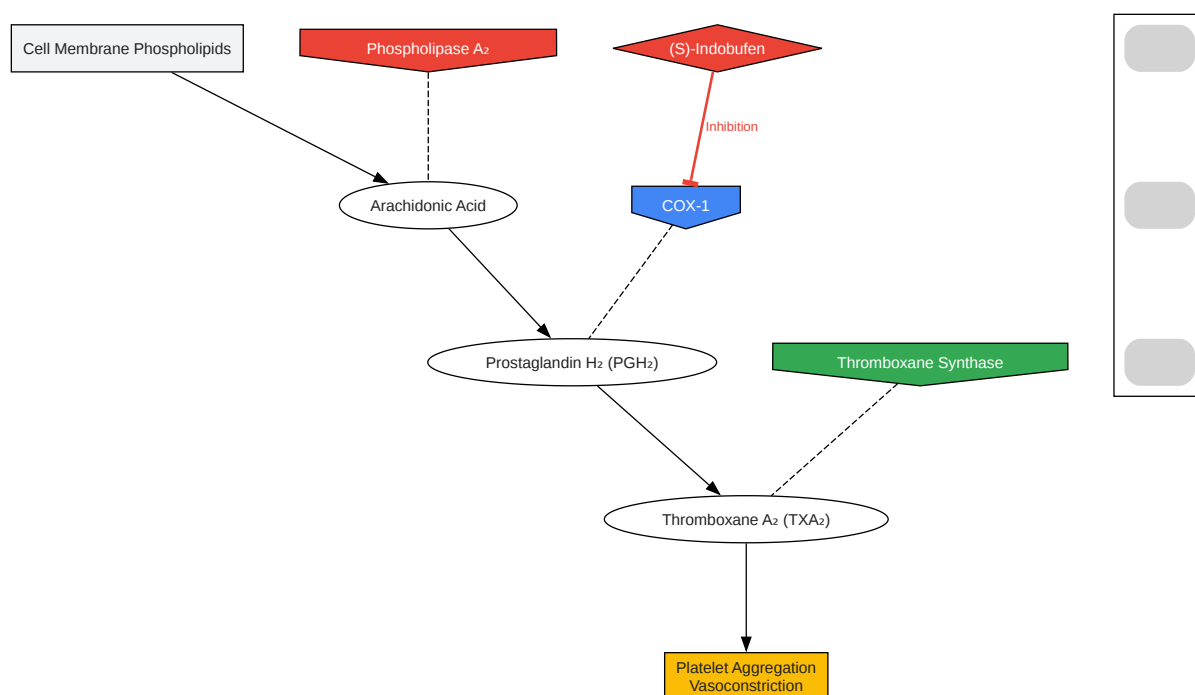 Cell Membrane Phospholipids
Phospholipase A₂
(S)-Indobufen
Inhibition
Arachidonic Acid
COX-1
Prostaglandin H₂ (PGH₂)
Thromboxane Synthase
Thromboxane A₂ (TXA₂)
Platelet Aggregation
Vasoconstriction